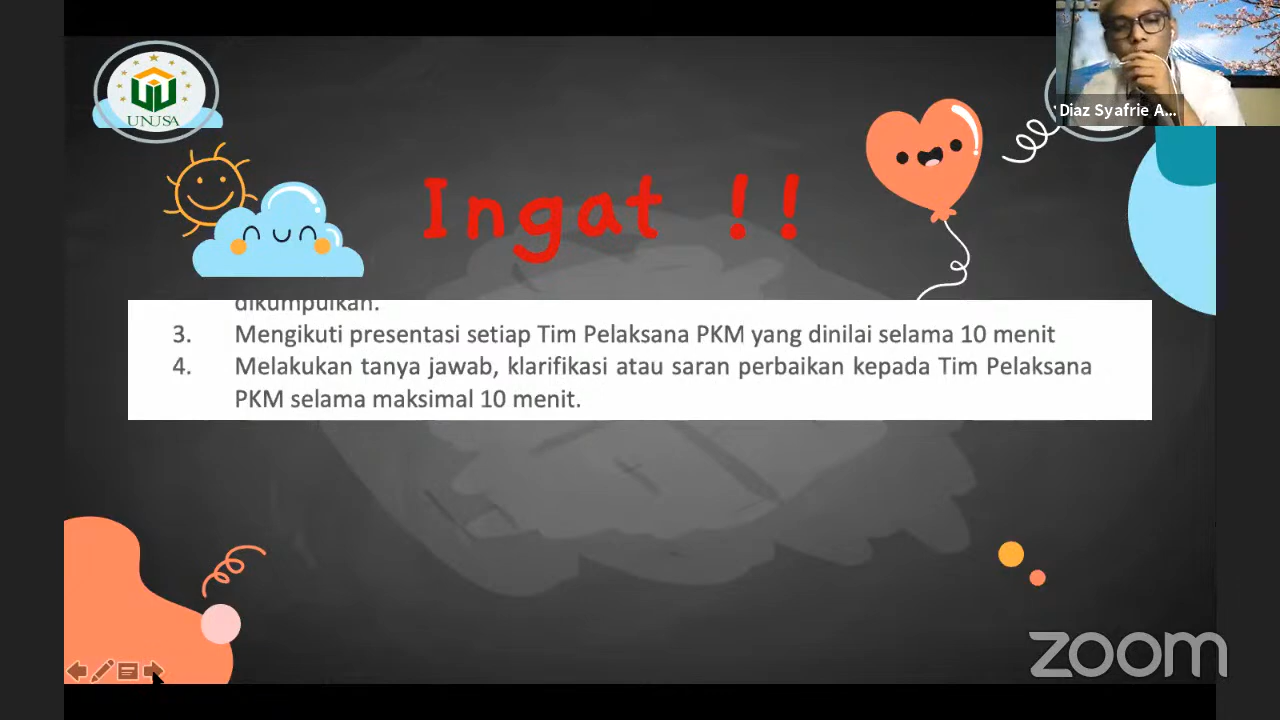 Diaz Syafrie A...
UNUSA
Ingat !!
dikumpulkan.
3. Mengikuti presentasi setiap Tim Pelaksana PKM yang dinilai selama 10 menit
4. Melakukan tanya jawab, klarifikasi atau saran perbaikan kepada Tim Pelaksana
PKM selama maksimal 10 menit.
zoom